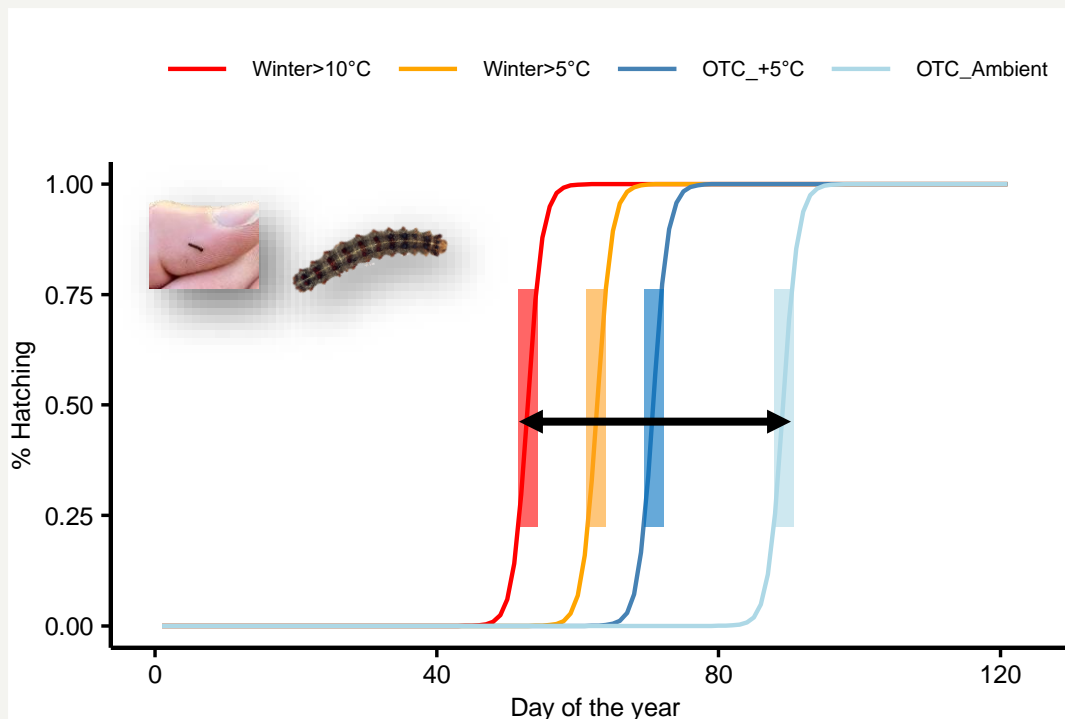 Winter>10°C Winter>5°C OTC_+5°C OTC_Ambient
1.00
0.75
0.50
0.25
0.00
% Hatching
0 40 80 120
Day of the year